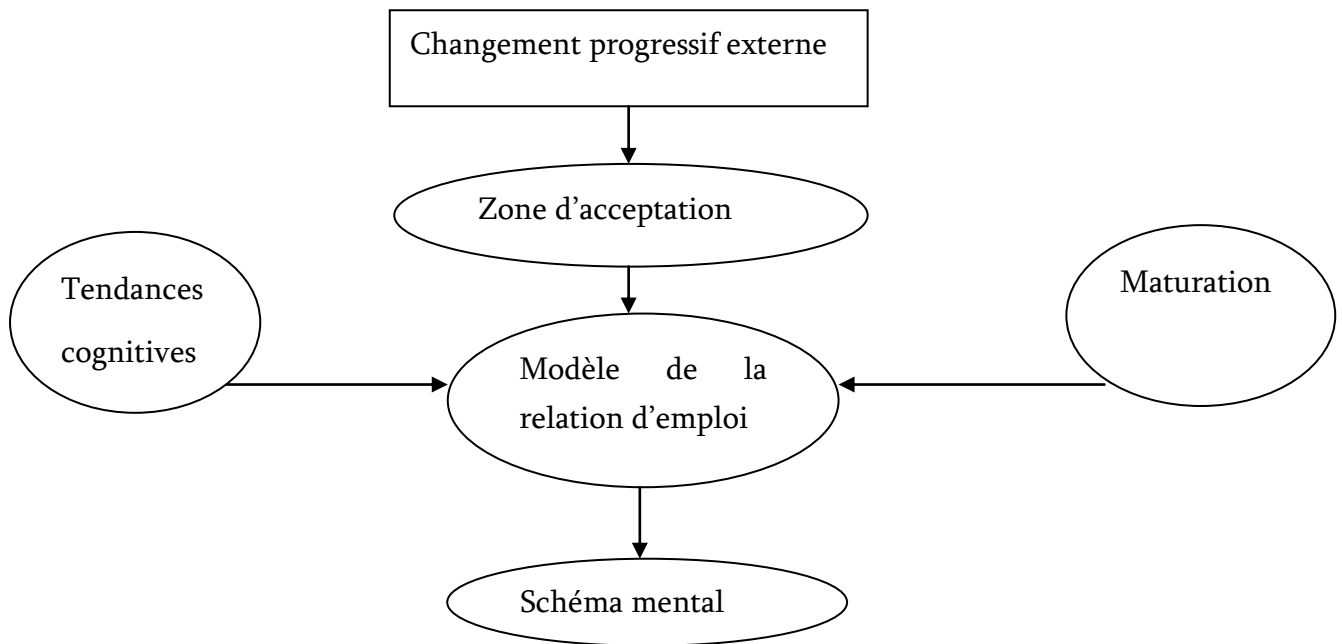 Changement progressif externe
Zone d’acceptation
Tendances
cognitives
Maturation
Modèle de la
relation d’emploi
Schéma mental